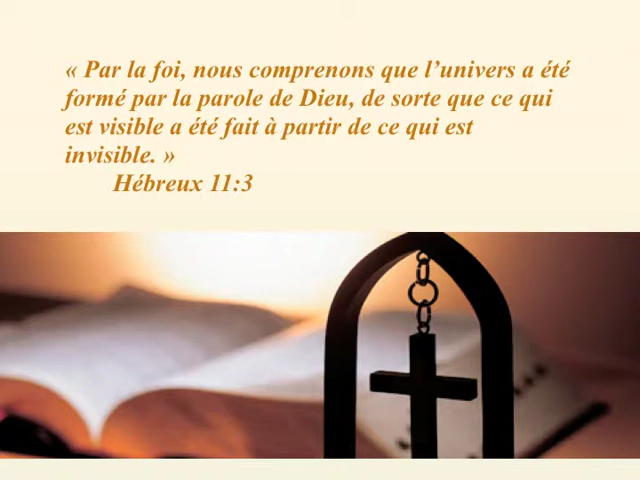 « Par la foi, nous comprenons que l’univers a été
formé par la parole de Dieu, de sorte que ce qui
est visible a été fait à partir de ce qui est
invisible. »
Hébreux 11:3